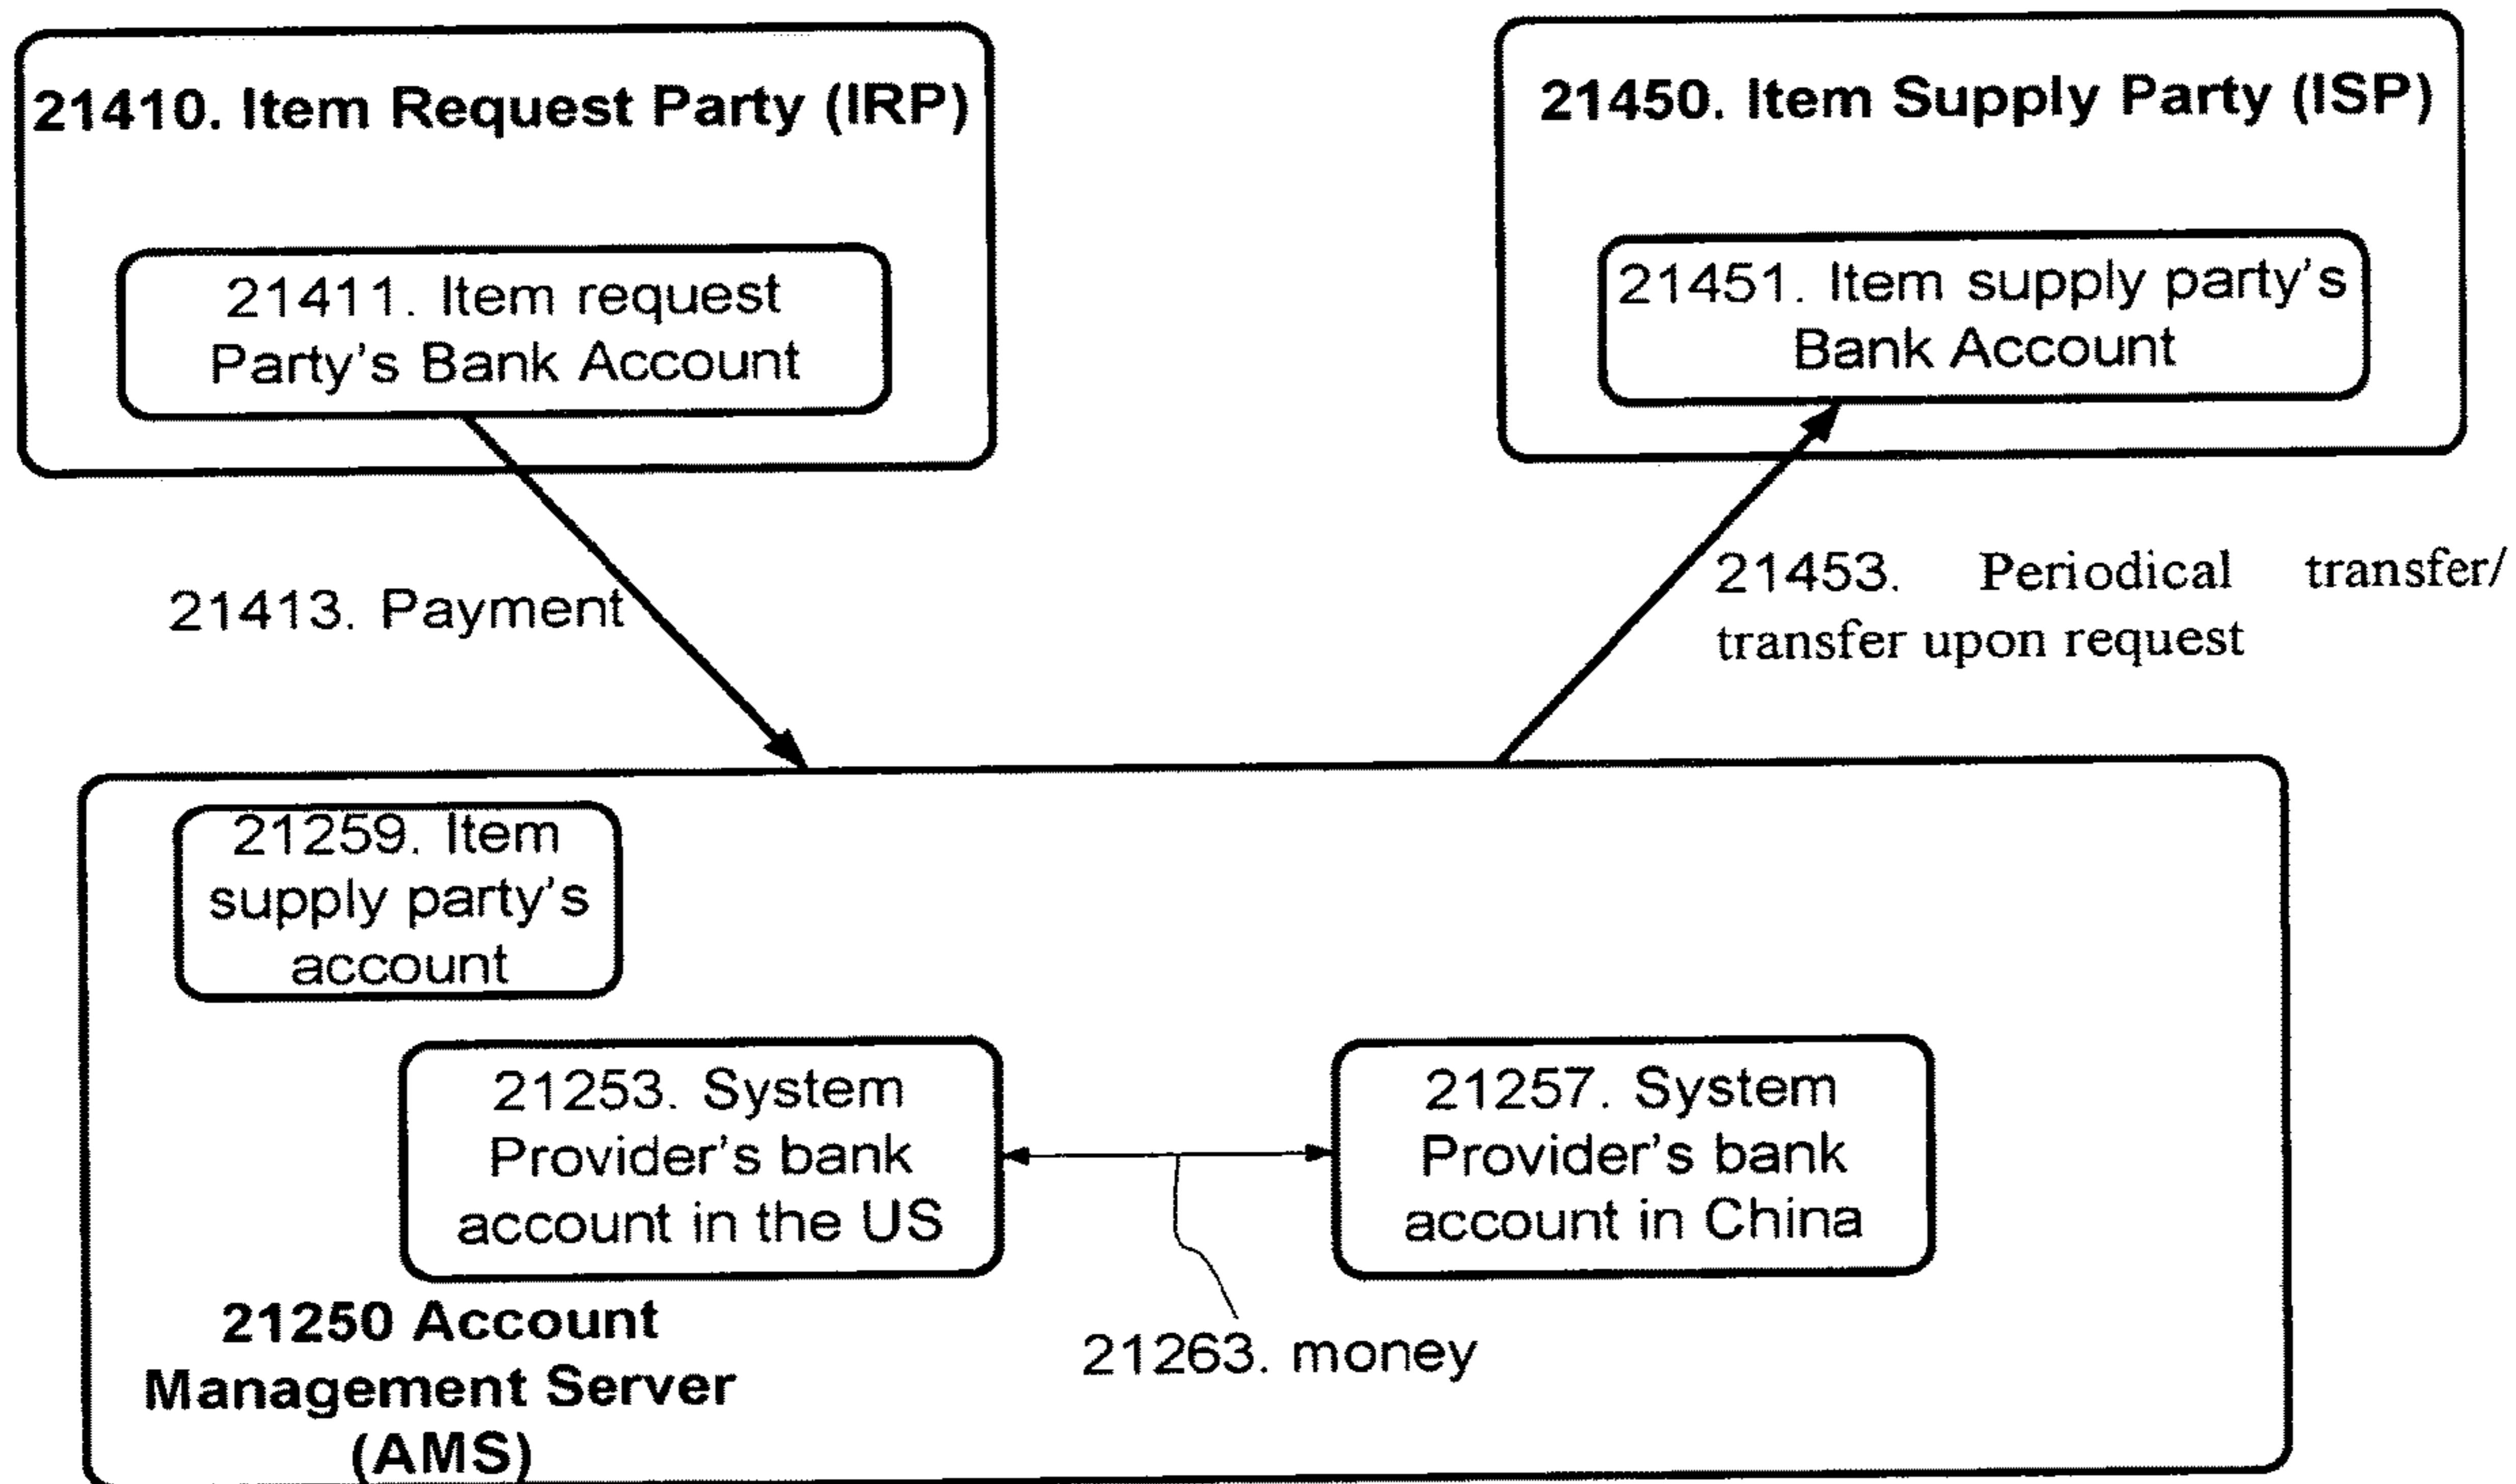 21410. Item Request Party (IRP)
21411. Item request
Party's Bank Account
21450. Item Supply Party (ISP)
21451. Item supply party's
Bank Account
21413. Payment
21453. Periodical transfer/
transfer upon request
21259. Item
supply party's
account
21253. System
Provider's bank
account in the US
21257. System
Provider's bank
account in China
21263. money
21250 Account
Management Server
(AMS)